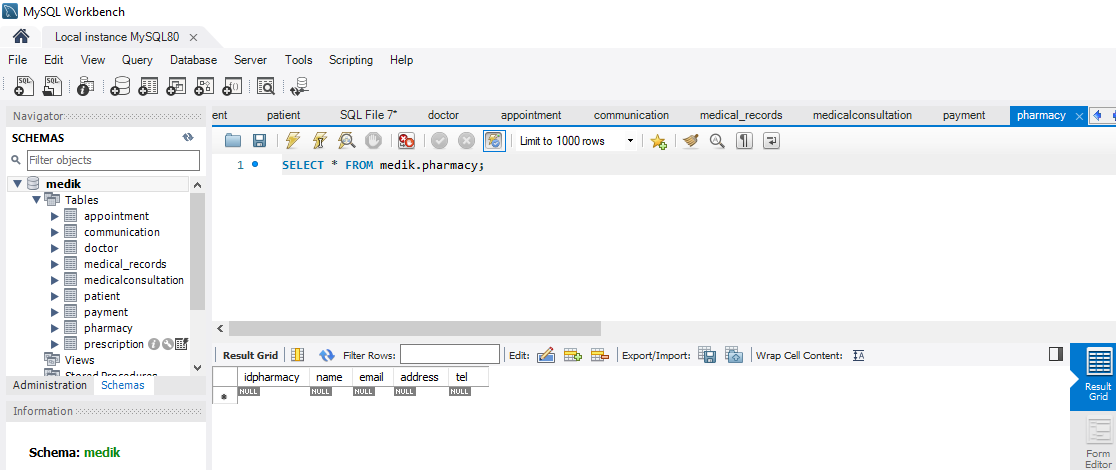 MySQL Workbench
Local instance MySQL80
File Edit View Query Database Server Tools Scripting Help
Navigator
SCHEMAS
Filter objects
medik
Tables
appointment
communication
doctor
medical_records
medicalconsultation
patient
payment
pharmacy
prescription
Views
Stored Procedures
Administration Schemas
Information
Schema: medik
ent patient SQL File 7* doctor appointment communication medical_records medicalconsultation payment pharmacy
Limit to 1000 rows
1 SELECT * FROM medik.pharmacy;
Result Grid Filter Rows: Edit: Export/Import: Wrap Cell Content:
idpharmacy name email address tel
NULL NULL NULL NULL NULL
Result
Grid
Form
Editor